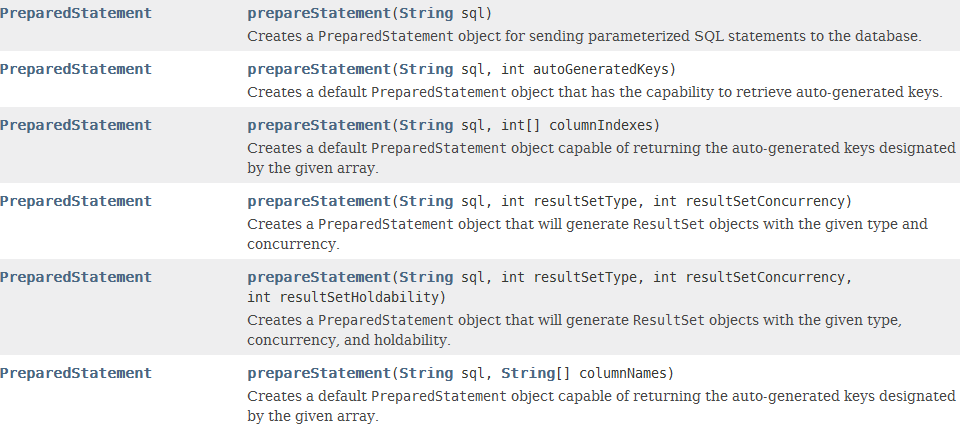 PreparedStatement prepareStatement(String sql)
Creates a PreparedStatement object for sending parameterized SQL statements to the database.
PreparedStatement prepareStatement(String sql, int autoGeneratedKeys)
Creates a default PreparedStatement object that has the capability to retrieve auto-generated keys.
PreparedStatement prepareStatement(String sql, int[] columnIndexes)
Creates a default PreparedStatement object capable of returning the auto-generated keys designated
by the given array.
PreparedStatement prepareStatement(String sql, int resultSetType, int resultSetConcurrency)
Creates a PreparedStatement object that will generate ResultSet objects with the given type and
concurrency.
PreparedStatement prepareStatement(String sql, int resultSetType, int resultSetConcurrency,
int resultSetHoldability)
Creates a PreparedStatement object that will generate ResultSet objects with the given type,
concurrency, and holdability.
PreparedStatement prepareStatement(String sql, String[] columnNames)
Creates a default PreparedStatement object capable of returning the auto-generated keys designated
by the given array.